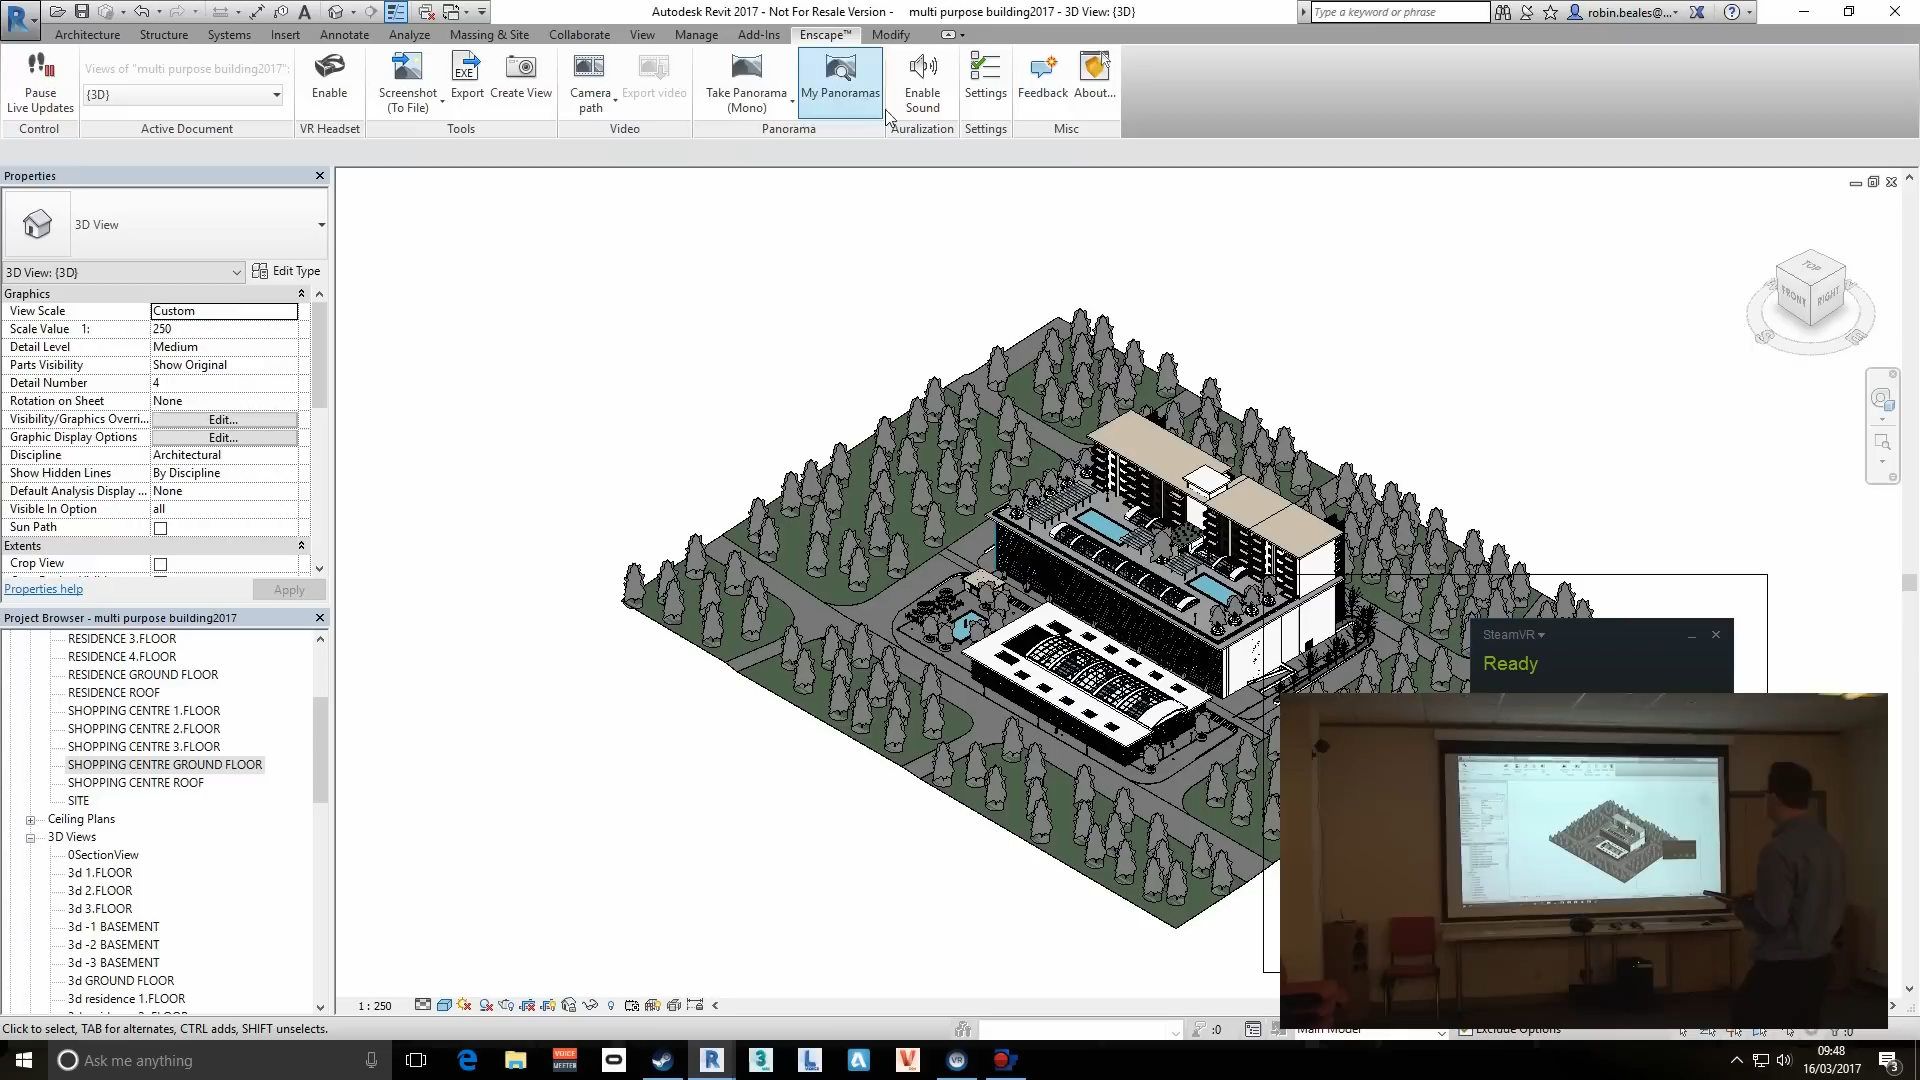 Autodesk Revit 2017 - Not For Resale Version - multi purpose building2017 - 3D View: {3D}
Type a keyword or phrase
robin.beales@...
Architecture Structure Systems Insert Annotate Analyze Massing & Site Collaborate View Manage Add-Ins Enscape™ Modify
Pause
Live Updates
Control
Views of "multi purpose building2017":
{3D}
Active Document
Enable
VR Headset
Screenshot
(To File)
EXE
Export
Create View
Tools
Camera
path
Export video
Video
Take Panorama
(Mono)
My Panoramas
Panorama
Enable
Sound
Auralization
Settings
Settings
Feedback
About...
Misc
Properties
3D View
3D View: {3D}
Edit Type
Graphics
View Scale Custom
Scale Value 1: 250
Detail Level Medium
Parts Visibility Show Original
Detail Number 4
Rotation on Sheet None
Visibility/Graphics Overri... Edit...
Graphic Display Options Edit...
Discipline Architectural
Show Hidden Lines By Discipline
Default Analysis Display ... None
Visible In Option all
Sun Path
Extents
Crop View
Properties help
Apply
Project Browser - multi purpose building2017
RESIDENCE 3.FLOOR
RESIDENCE 4.FLOOR
RESIDENCE GROUND FLOOR
RESIDENCE ROOF
SHOPPING CENTRE 1.FLOOR
SHOPPING CENTRE 2.FLOOR
SHOPPING CENTRE 3.FLOOR
SHOPPING CENTRE GROUND FLOOR
SHOPPING CENTRE ROOF
SITE
Ceiling Plans
3D Views
0SectionView
3d 1.FLOOR
3d 2.FLOOR
3d 3.FLOOR
3d -1 BASEMENT
3d -2 BASEMENT
3d -3 BASEMENT
3d GROUND FLOOR
3d residence 1.FLOOR
TOP
FRONT
RIGHT
SteamVR
Ready
1 : 250
Click to select, TAB for alternates, CTRL adds, SHIFT unselects.
:0
Main Model
Exclude Options
:0
Ask me anything
VOICE
MEETER
VR
09:48
16/03/2017
3